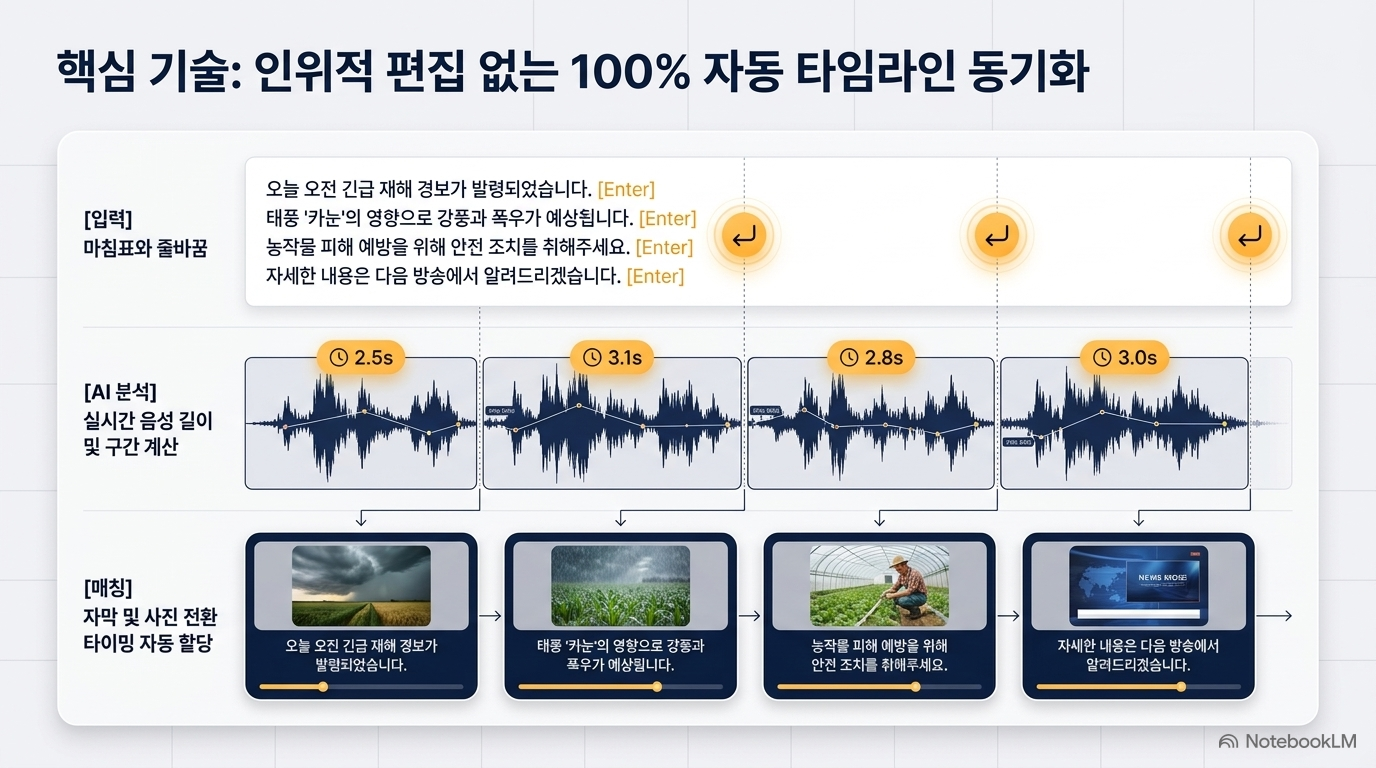 핵심 기술: 인위적 편집 없는 100% 자동 타임라인 동기화
[입력]
마침표와 줄바꿈
오늘 오전 긴급 재해 경보가 발령되었습니다. [Enter]
태풍 '카눈'의 영향으로 강풍과 폭우가 예상됩니다. [Enter]
농작물 피해 예방을 위해 안전 조치를 취해주세요. [Enter]
자세한 내용은 다음 방송에서 알려드리겠습니다. [Enter]
[AI 분석]
실시간 음성 길이
및 구간 계산
2.5s
3.1s
2.8s
3.0s
[매칭]
자막 및 사진 전환
타이밍 자동 할당
오늘 오진 긴급 재해 경보가
발령되었습니다.
태풍 '카눈'의 영향으로 강풍과
폭우가 예상됩니다.
농작물 피해 예방을 위해
안전 조치를 취해주세요.
NEWS MORE
자세한 내용은 다음 방송에서
알려드리겠습니다.
NotebookLM